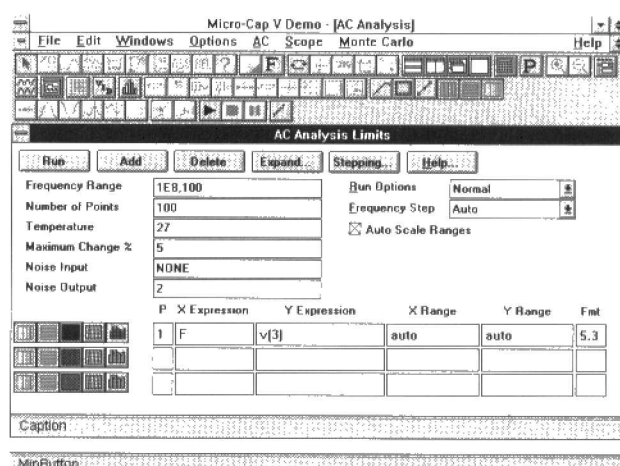 Micro-Cap V Demo - [AC Analysis]
File Edit Windows Options AC Scope Monte Carlo Help
? F P
AC Analysis Limits
Run Add Delete Expand... Stepping... Help...
Frequency Range 1E8,100 Run Options Normal
Number of Points 100 Frequency Step Auto
Temperature 27 Auto Scale Ranges
Maximum Change % 5
Noise Input NONE
Noise Output 2
P X Expression Y Expression X Range Y Range Fmt
1 F v(3) auto auto 5.3
Caption
MinButton